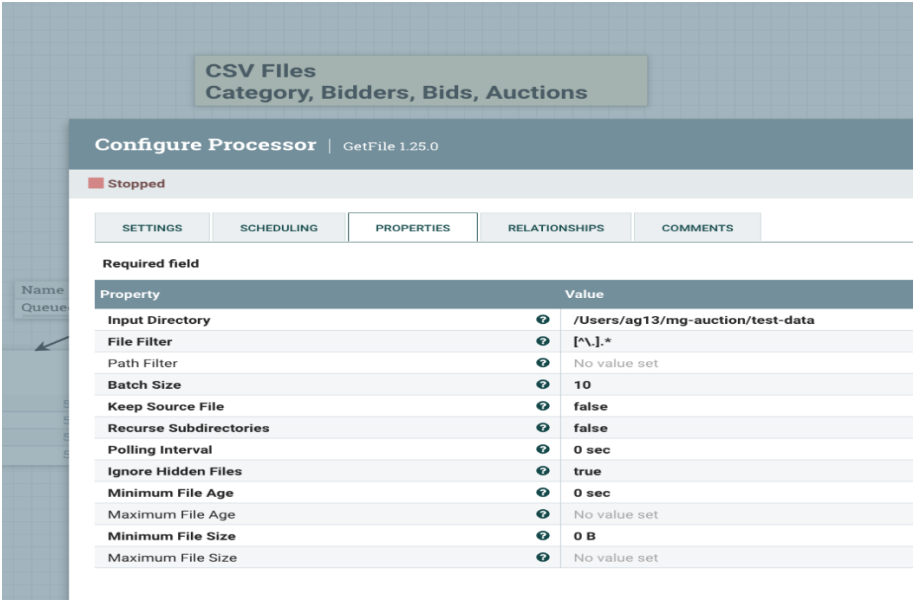 CSV FIles
Category, Bidders, Bids, Auctions
Configure Processor | GetFile 1.25.0
Stopped
SETTINGS SCHEDULING PROPERTIES RELATIONSHIPS COMMENTS
Required field
Name
Queue
Property Value
Input Directory /Users/ag13/mg-auction/test-data
File Filter [^\.].*
Path Filter No value set
Batch Size 10
Keep Source File false
Recurse Subdirectories false
Polling Interval 0 sec
Ignore Hidden Files true
Minimum File Age 0 sec
Maximum File Age No value set
Minimum File Size 0 B
Maximum File Size No value set